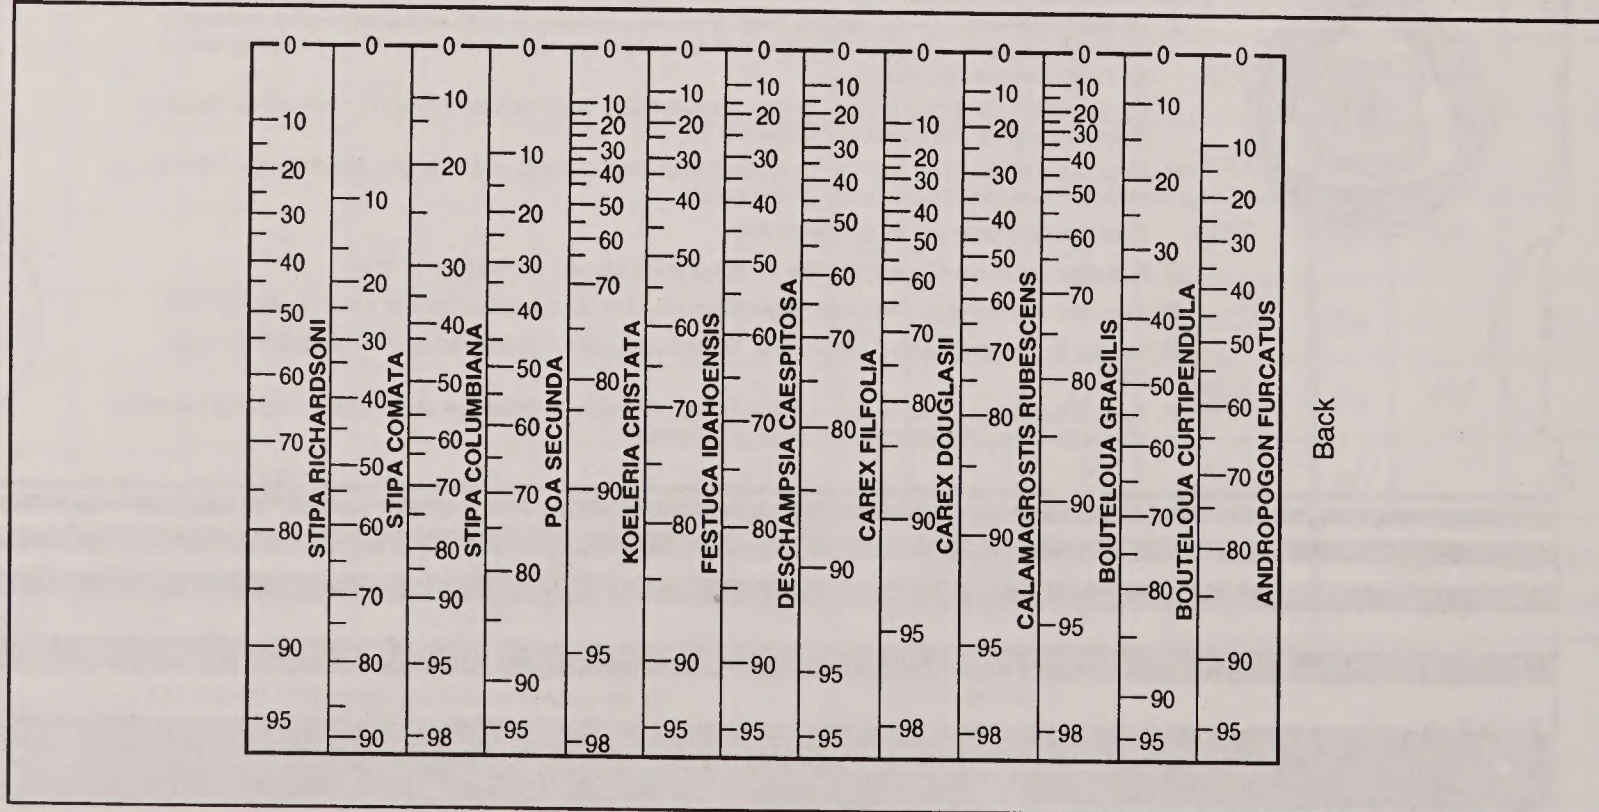 0 10 20 30 40 50 60 70 80 90 95
STIPA RICHARDSONI
0 10 20 30 40 50 60 70 80 90
STIPA COMATA
0 10 20 30 40 50 60 70 80 90 95 98
STIPA COLUMBIANA
0 10 20 30 40 50 60 70 80 90 95
POA SECUNDA
0 10 20 30 40 50 60 70 80 90 95 98
KOELERIA CRISTATA
0 10 20 30 40 50 60 70 80 90 95
FESTUCA IDAHOENSIS
0 10 20 30 40 50 60 70 80 90 95
DESCHAMPSIA CAESPITOSA
0 10 20 30 40 50 60 70 80 90 95 95
CAREX FILFOLIA
0 10 20 30 40 50 60 70 80 90 95 98
CAREX DOUGLASII
0 10 20 30 40 50 60 70 80 90 95 98
CALAMAGROSTIS RUBESCENS
0 10 20 30 40 50 60 70 80 90 95 98
BOUTELOUA GRACILIS
0 10 20 30 40 50 60 70 80 90 95
BOUTELOUA CURTIPENDULA
0 10 20 30 40 50 60 70 80 90 95
ANDROPOGON FURCATUS
Back